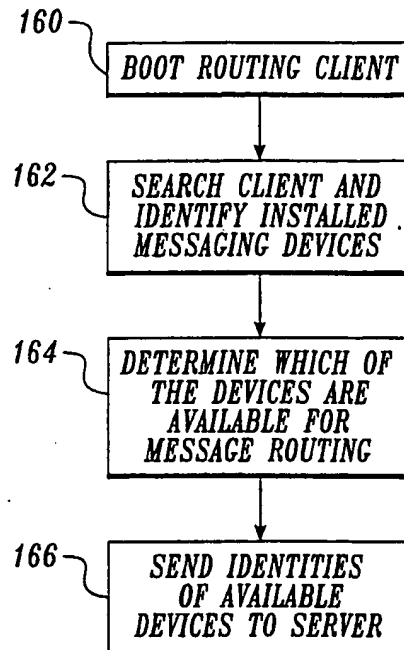 160
BOOT ROUTING CLIENT
162
SEARCH CLIENT AND
IDENTIFY INSTALLED
MESSAGING DEVICES
164
DETERMINE WHICH OF
THE DEVICES ARE
AVAILABLE FOR
MESSAGE ROUTING
166
SEND IDENTITIES
OF AVAILABLE
DEVICES TO SERVER